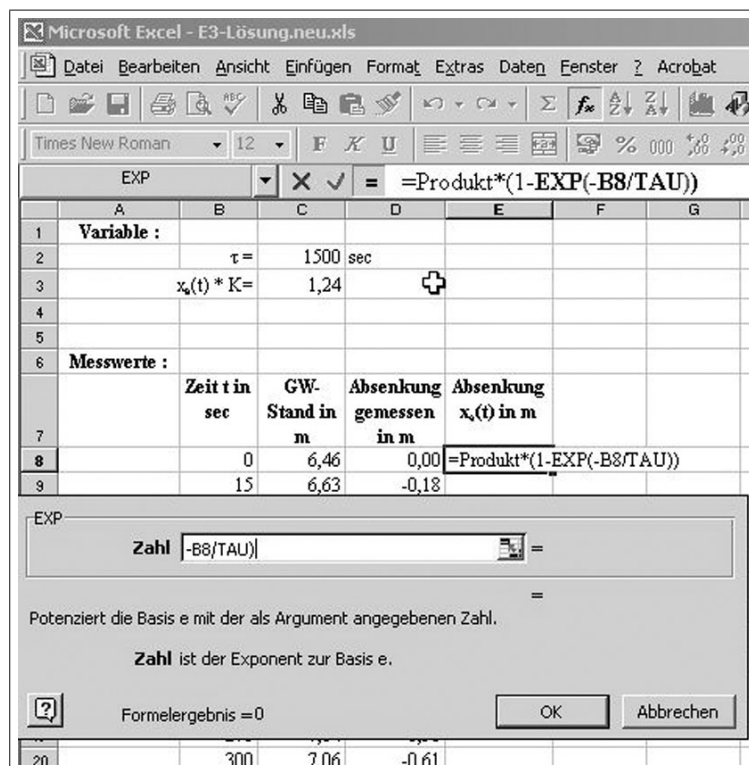 Microsoft Excel - E3-Lösung.neu.xls
Datei Bearbeiten Ansicht Einfügen Format Extras Daten Fenster ? Acrobat
Times New Roman 12 F K U % 000
EXP = =Produkt*(1-EXP(-B8/TAU))
A B C D E F G
1 Variable :
2 τ = 1500 sec
3 xₐ(t) * K= 1,24
4
5
6 Messwerte :
Zeit t in GW- Absenkung Absenkung
sec Stand in gemessen xₐ(t) in m
7 m in m
8 0 6,46 0,00 =Produkt*(1-EXP(-B8/TAU))
9 15 6,63 -0,18
EXP
Zahl -B8/TAU) =
=
Potenziert die Basis e mit der als Argument angegebenen Zahl.
Zahl ist der Exponent zur Basis e.
? Formelergebnis =0 OK Abbrechen
20 300 7,06 -0,61